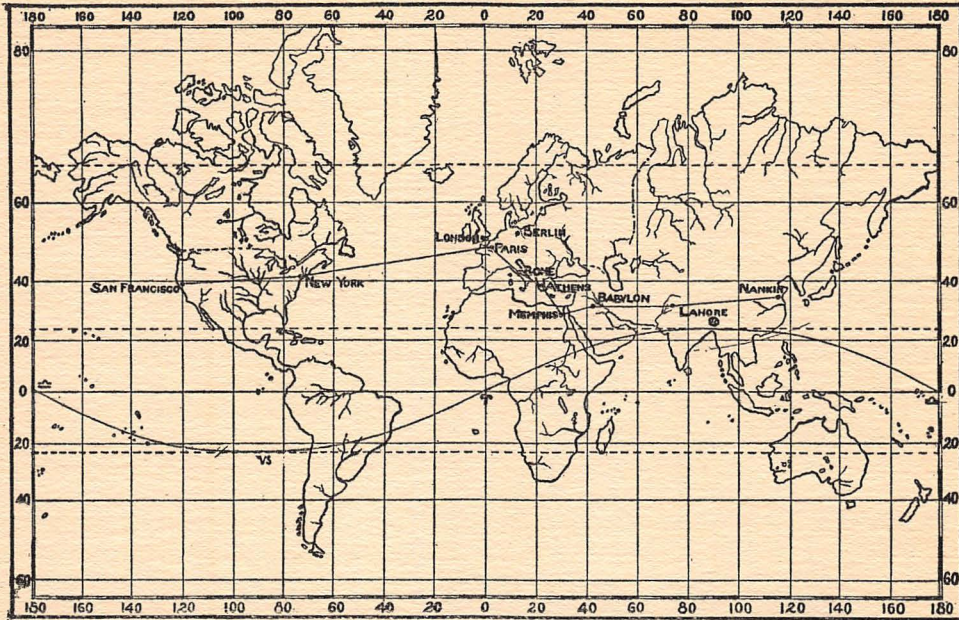 180 160 140 120 100 80 60 40 20 0 20 40 60 80 100 120 140 160 180
80 80
60 60
LONDON
BERLIN
PARIS
40 40
ROME
SAN FRANCISCO
NEW YORK
ATHENS
NANKIN
BABYLON
MEMPHIS
LAHORE
20 20
♎ 0 0
20 20
♑
40 40
60 60
180 160 140 120 100 80 60 40 20 0 20 40 60 80 100 120 140 160 180